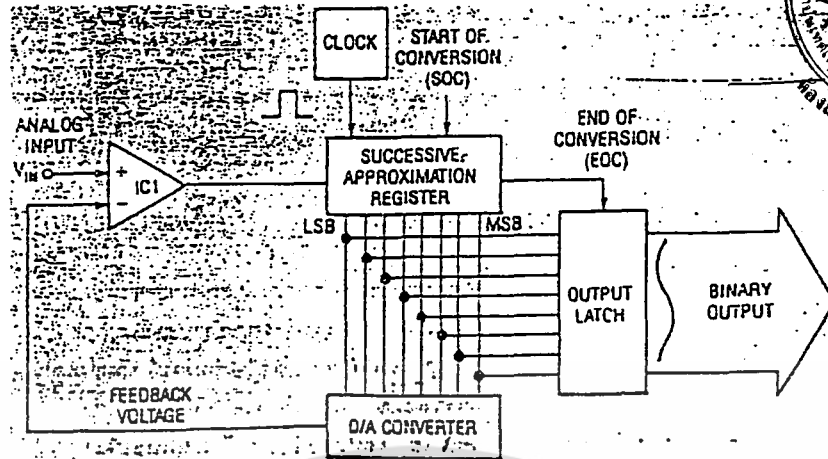 CLOCK
START OF
CONVERSION
(SOC)
ANALOG
INPUT
VIN
+
IC1
−
SUCCESSIVE-
APPROXIMATION
REGISTER
END OF
CONVERSION
(EOC)
LSB
MSB
OUTPUT
LATCH
BINARY
OUTPUT
FEEDBACK
VOLTAGE
D/A CONVERTER